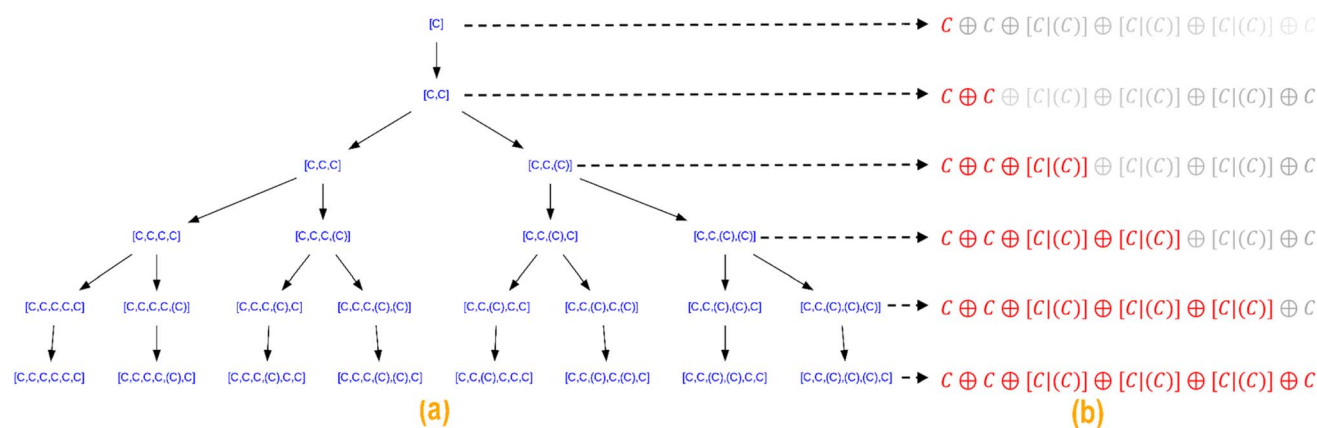 [C] C ⊕ C ⊕ [C|(C)] ⊕ [C|(C)] ⊕ [C|(C)] ⊕ C
[C,C] C ⊕ C ⊕ [C|(C)] ⊕ [C|(C)] ⊕ [C|(C)] ⊕ C
[C,C,C] [C,C,(C)] C ⊕ C ⊕ [C|(C)] ⊕ [C|(C)] ⊕ [C|(C)] ⊕ C
[C,C,C,C] [C,C,C,(C)] [C,C,(C),C] [C,C,(C),(C)] C ⊕ C ⊕ [C|(C)] ⊕ [C|(C)] ⊕ [C|(C)] ⊕ C
[C,C,C,C,C] [C,C,C,C,(C)] [C,C,C,(C),C] [C,C,C,(C),(C)] [C,C,(C),C,C] [C,C,(C),C,(C)] [C,C,(C),(C),C] [C,C,(C),(C),(C)] C ⊕ C ⊕ [C|(C)] ⊕ [C|(C)] ⊕ [C|(C)] ⊕ C
[C,C,C,C,C,C] [C,C,C,C,(C),C] [C,C,C,(C),C,C] [C,C,C,(C),(C),C] [C,C,(C),C,C,C] [C,C,(C),C,(C),C] [C,C,(C),(C),C,C] [C,C,(C),(C),(C),C] C ⊕ C ⊕ [C|(C)] ⊕ [C|(C)] ⊕ [C|(C)] ⊕ C
(a) (b)